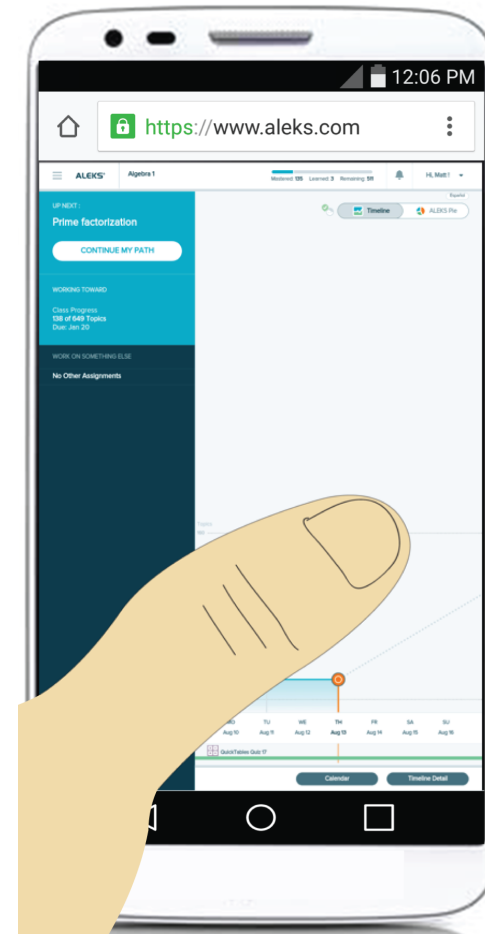 12:06 PM
https://www.aleks.com
ALEKS® Algebra 1 Mastered 135 Learned 3 Remaining 511 Hi, Matt!
Español
UP NEXT:
Timeline ALEKS Pie
Prime factorization
CONTINUE MY PATH
WORKING TOWARD
Class Progress
138 of 649 Topics
Due: Jan 20
WORK ON SOMETHING ELSE
No Other Assignments
Topics
TU WE TH FR SA SU
Aug 10 Aug 11 Aug 12 Aug 13 Aug 14 Aug 15 Aug 16
QuickTables Quiz 17
Calendar Timeline Detail